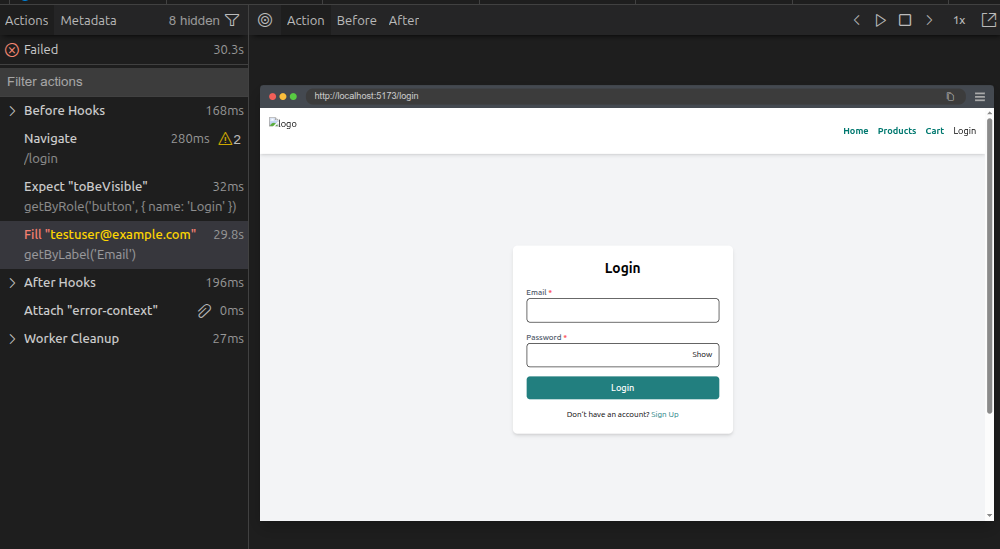 Actions Metadata 8 hidden
Action Before After 1x
Failed 30.3s
Filter actions
Before Hooks 168ms
Navigate 280ms 2
/login
Expect "toBeVisible" 32ms
getByRole('button', { name: 'Login' })
Fill "testuser@example.com" 29.8s
getByLabel('Email')
After Hooks 196ms
Attach "error-context" 0ms
Worker Cleanup 27ms
http://localhost:5173/login
logo
Home Products Cart Login
Login
Email *
Password *
Show
Login
Don't have an account? Sign Up